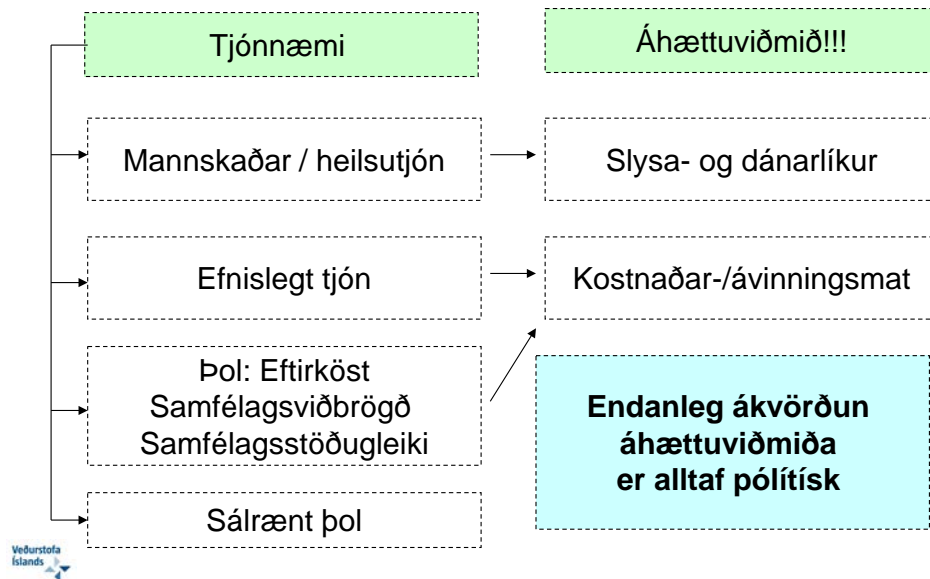 Tjónnæmi
Áhættuviðmið!!!
Mannskaðar / heilsutjón
Slysa- og dánarlíkur
Efnislegt tjón
Kostnaðar-/ávinningsmat
Þol: Eftirköst
Samfélagsviðbrögð
Samfélagsstöðugleiki
Endanleg ákvörðun
áhættuviðmiða
er alltaf pólítísk
Sálrænt þol
Veðurstofa
Íslands